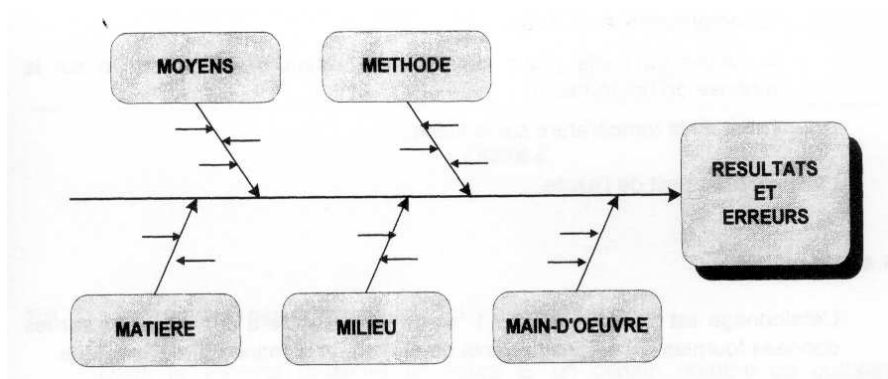 MOYENS
METHODE
RESULTATS
ET
ERREURS
MATIERE
MILIEU
MAIN-D'OEUVRE